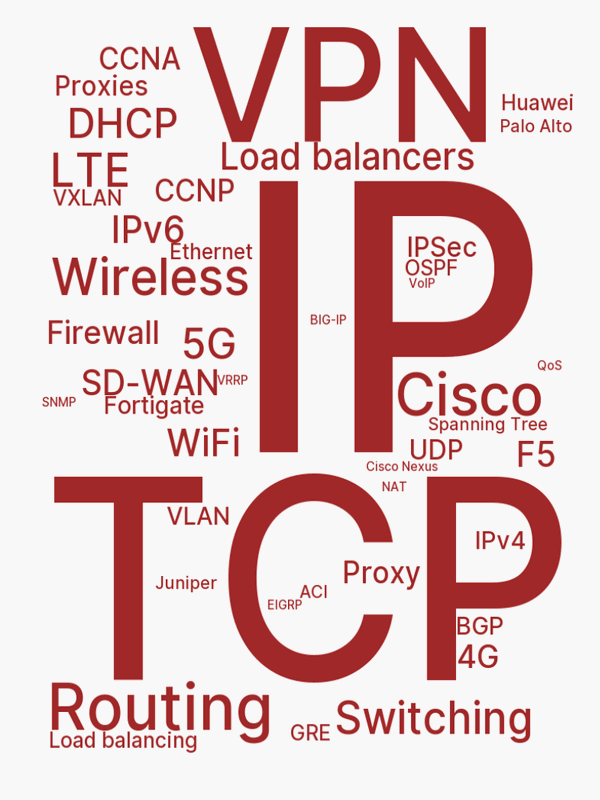 VPN
CCNA
Proxies
Huawei
DHCP
Palo Alto
Load balancers
LTE
CCNP
VXLAN
IP
IPv6
Ethernet
IPSec
OSPF
Wireless
VoIP
BIG-IP
Firewall
5G
QoS
SD-WAN
VRRP
Cisco
SNMP
Fortigate
Spanning Tree
WiFi
UDP
F5
Cisco Nexus
NAT
TCP
VLAN
IPv4
Proxy
Juniper
ACI
EIGRP
BGP
4G
Routing
Switching
GRE
Load balancing